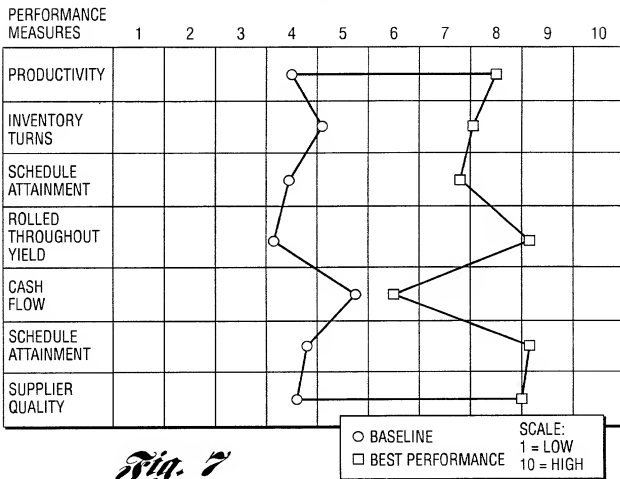 PERFORMANCE
MEASURES 1 2 3 4 5 6 7 8 9 10
PRODUCTIVITY
INVENTORY
TURNS
SCHEDULE
ATTAINMENT
ROLLED
THROUGHOUT
YIELD
CASH
FLOW
SCHEDULE
ATTAINMENT
SUPPLIER
QUALITY
BASELINE
BEST PERFORMANCE
SCALE:
1 = LOW
10 = HIGH
Fig. 7